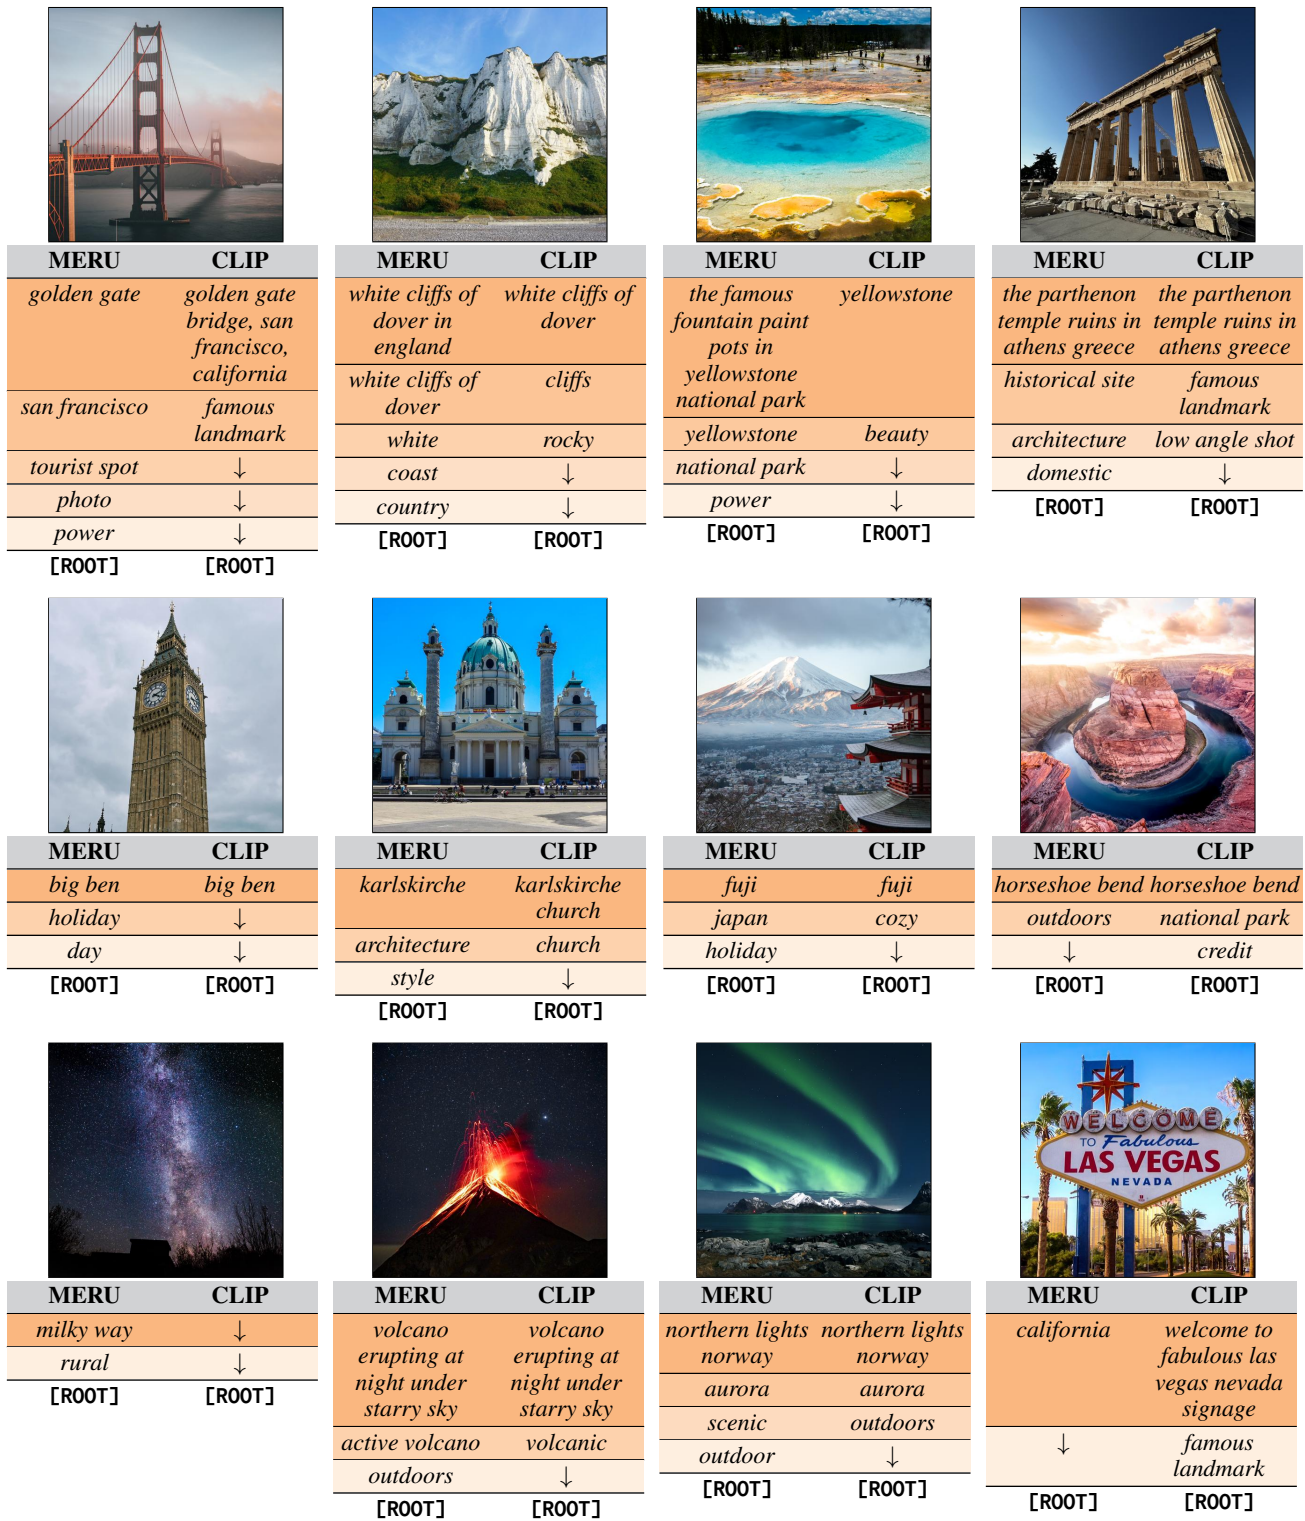 MERU CLIP
golden gate golden gate
bridge, san
francisco,
california
san francisco famous
landmark
tourist spot ↓
photo ↓
power ↓
[ROOT] [ROOT]
MERU CLIP
white cliffs of white cliffs of
dover in dover
england
white cliffs of cliffs
dover
white rocky
coast ↓
country ↓
[ROOT] [ROOT]
MERU CLIP
the famous yellowstone
fountain paint
pots in
yellowstone
national park
yellowstone beauty
national park ↓
power ↓
[ROOT] [ROOT]
MERU CLIP
the parthenon the parthenon
temple ruins in temple ruins in
athens greece athens greece
historical site famous
landmark
architecture low angle shot
domestic ↓
[ROOT] [ROOT]
MERU CLIP
big ben big ben
holiday ↓
day ↓
[ROOT] [ROOT]
MERU CLIP
karlskirche karlskirche
church
architecture church
style ↓
[ROOT] [ROOT]
MERU CLIP
fuji fuji
japan cozy
holiday ↓
[ROOT] [ROOT]
MERU CLIP
horseshoe bend horseshoe bend
outdoors national park
↓ credit
[ROOT] [ROOT]
MERU CLIP
milky way ↓
rural ↓
[ROOT] [ROOT]
MERU CLIP
volcano volcano
erupting at erupting at
night under night under
starry sky starry sky
active volcano volcanic
outdoors ↓
[ROOT] [ROOT]
MERU CLIP
northern lights northern lights
norway norway
aurora aurora
scenic outdoors
outdoor ↓
[ROOT] [ROOT]
WELCOME
TO Fabulous
LAS VEGAS
NEVADA
MERU CLIP
california welcome to
fabulous las
vegas nevada
signage
↓ famous
landmark
[ROOT] [ROOT]